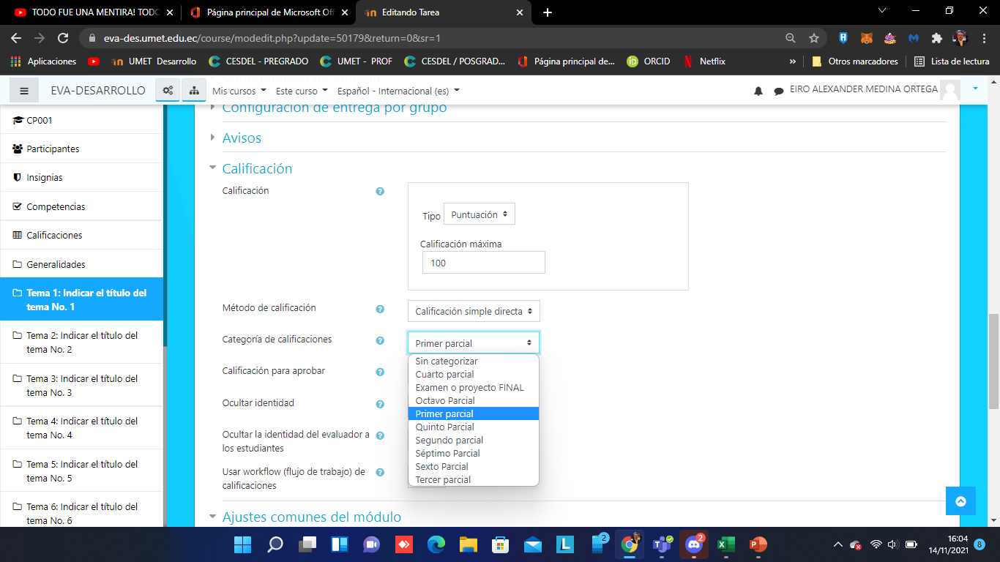 TODO FUE UNA MENTIRA! TODO
Página principal de Microsoft Off
Editando Tarea
eva-des.umet.edu.ec/course/modedit.php?update=50179&return=0&sr=1
Aplicaciones
UMET Desarrollo
CESDEL - PREGRADO
UMET - PROF
CESDEL / POSGRAD...
Página principal de...
ORCID
Netflix
»
Otros marcadores
Lista de lectura
EVA-DESARROLLO
Mis cursos
Este curso
Español - Internacional (es)
EIRO ALEXANDER MEDINA ORTEGA
CP001
Participantes
Insignias
Competencias
Calificaciones
Generalidades
Tema 1: Indicar el título del
tema No. 1
Tema 2: Indicar el título del
tema No. 2
Tema 3: Indicar el título del
tema No. 3
Tema 4: Indicar el título del
tema No. 4
Tema 5: Indicar el título del
tema No. 5
Tema 6: Indicar el título del
tema No. 6
Configuración de entrega por grupo
Avisos
Calificación
Calificación
Tipo
Puntuación
Calificación máxima
100
Método de calificación
Calificación simple directa
Categoría de calificaciones
Primer parcial
Sin categorizar
Cuarto parcial
Examen o proyecto FINAL
Octavo Parcial
Primer parcial
Quinto Parcial
Segundo parcial
Séptimo Parcial
Sexto Parcial
Tercer parcial
Calificación para aprobar
Ocultar identidad
Ocultar la identidad del evaluador a
los estudiantes
Usar workflow (flujo de trabajo) de
calificaciones
Ajustes comunes del módulo
2
2
16:04
14/11/2021
8